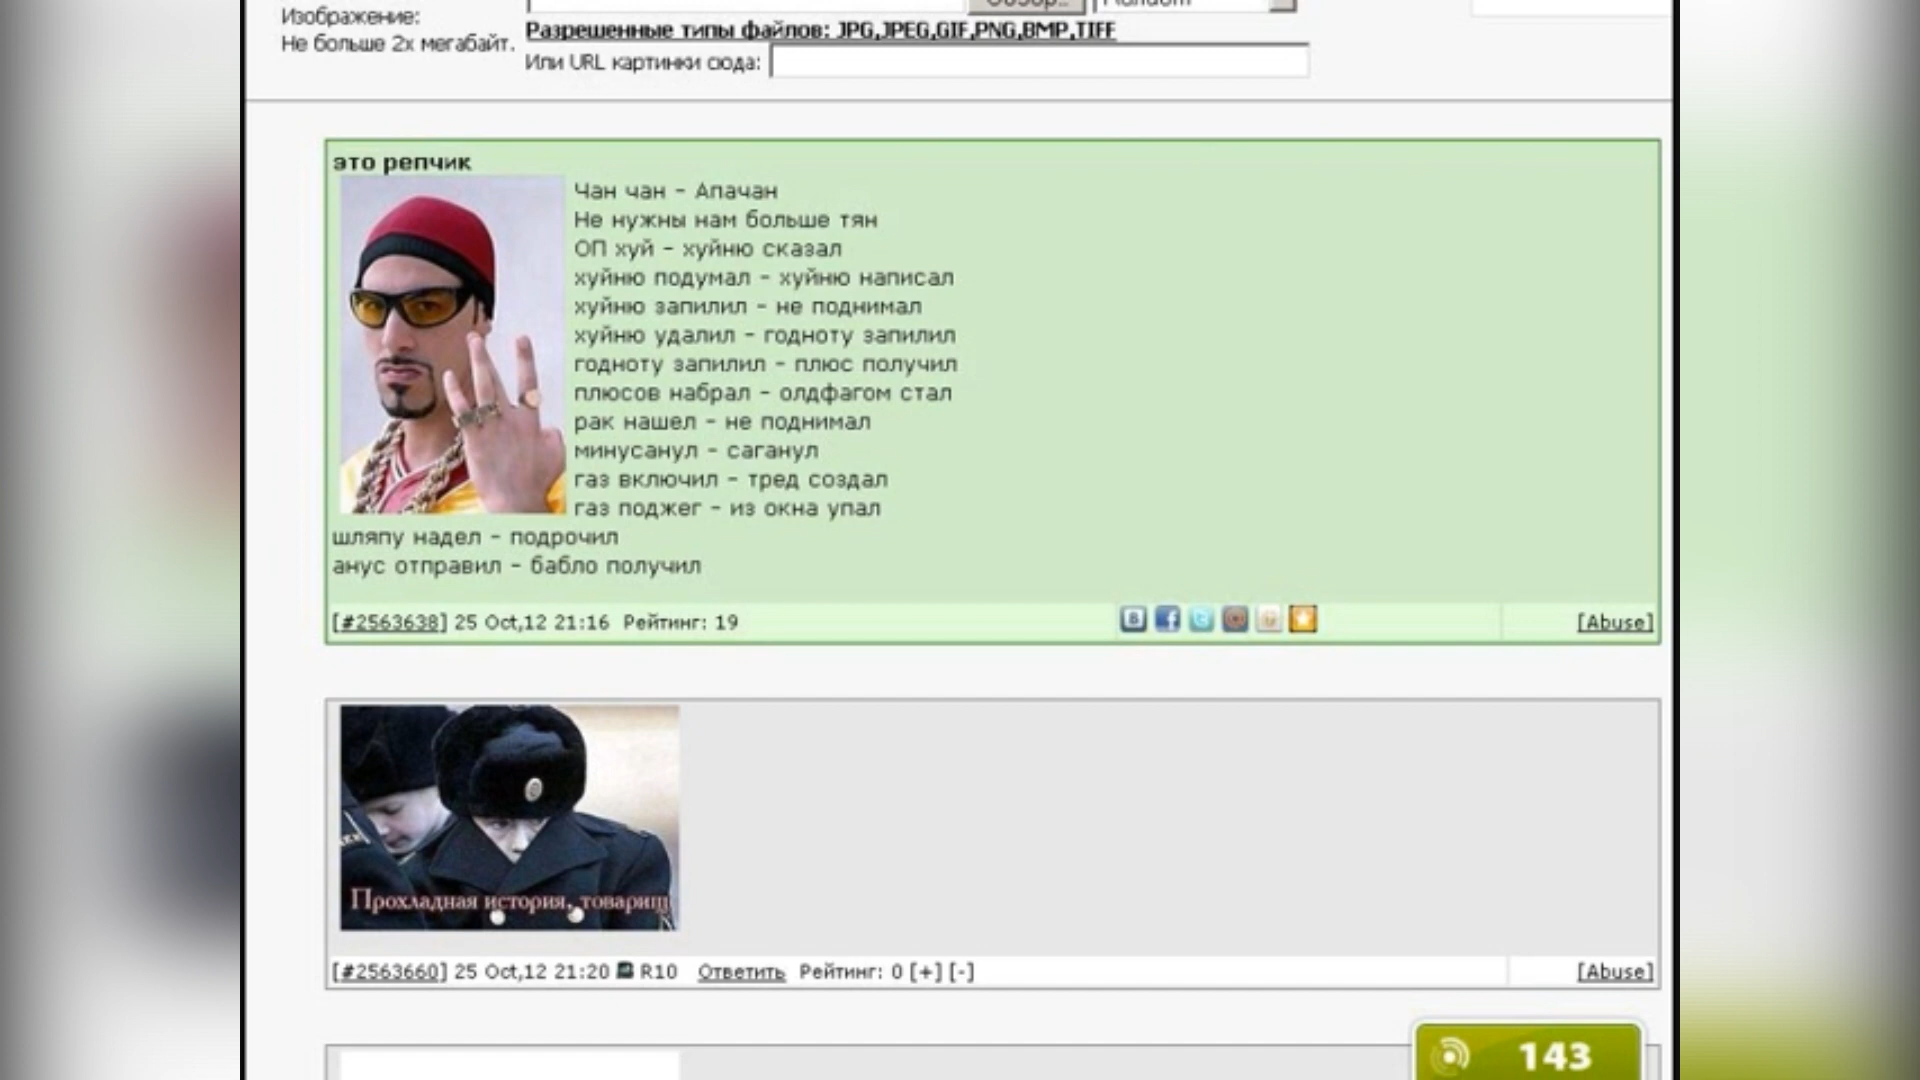 Изображение:
Не больше 2х мегабайт.
Разрешенные типы файлов: JPG,JPEG,GIF,PNG,BMP,TIFF
Или URL картинки сюда:
это репчик
Чан чан - Апачан
Не нужны нам больше тян
ОП хуй - хуйню сказал
хуйню подумал - хуйню написал
хуйню запилил - не поднимал
хуйню удалил - годноту запилил
годноту запилил - плюс получил
плюсов набрал - олдфагом стал
рак нашел - не поднимал
минусанул - саганул
газ включил - тред создал
газ поджег - из окна упал
шляпу надел - подрочил
анус отправил - бабло получил
[#2563638] 25 Oct,12 21:16 Рейтинг: 19
[Abuse]
Прохладная история, товарищ
[#2563660] 25 Oct,12 21:20 R10 Ответить Рейтинг: 0 [+] [-]
[Abuse]
143